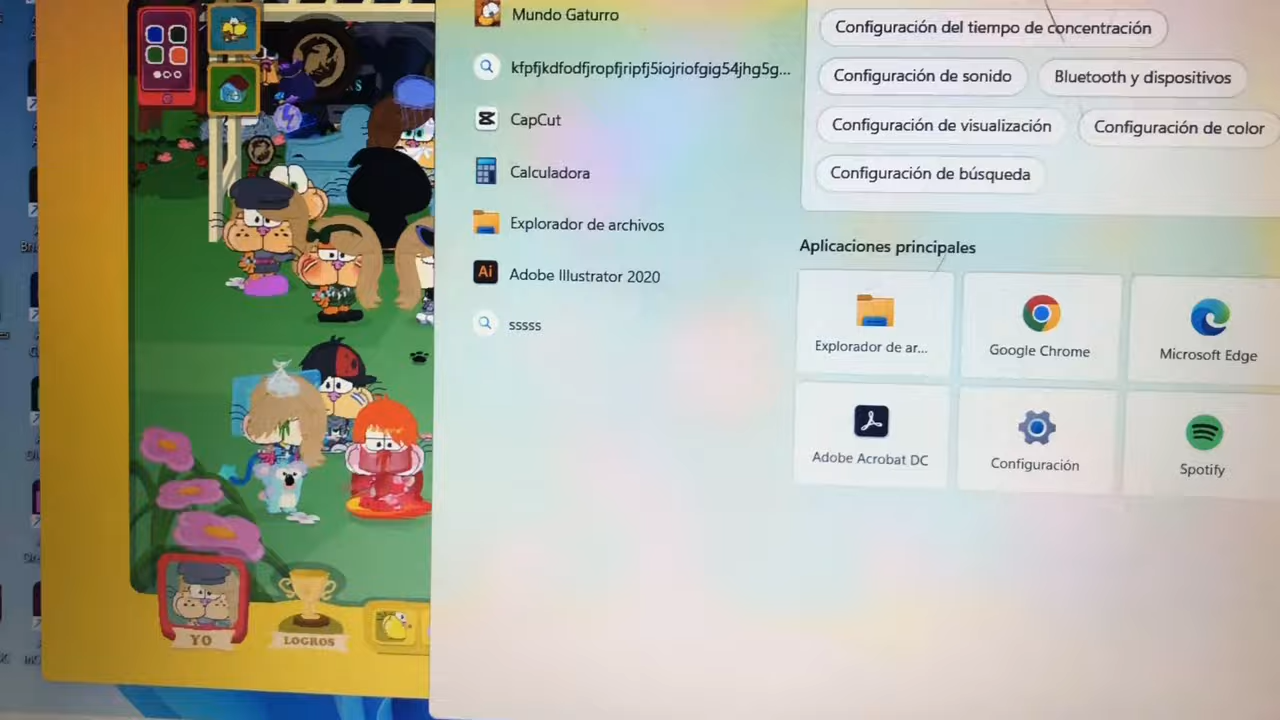 Mundo Gaturro
kfpfjkdfodfjropfjripfj5iojriofgig54jhg5g...
CapCut
Calculadora
Explorador de archivos
Adobe Illustrator 2020
sssss
Configuración del tiempo de concentración
Configuración de sonido
Bluetooth y dispositivos
Configuración de visualización
Configuración de color
Configuración de búsqueda
Aplicaciones principales
Explorador de ar...
Google Chrome
Microsoft Edge
Adobe Acrobat DC
Configuración
Spotify
YO
LOGROS